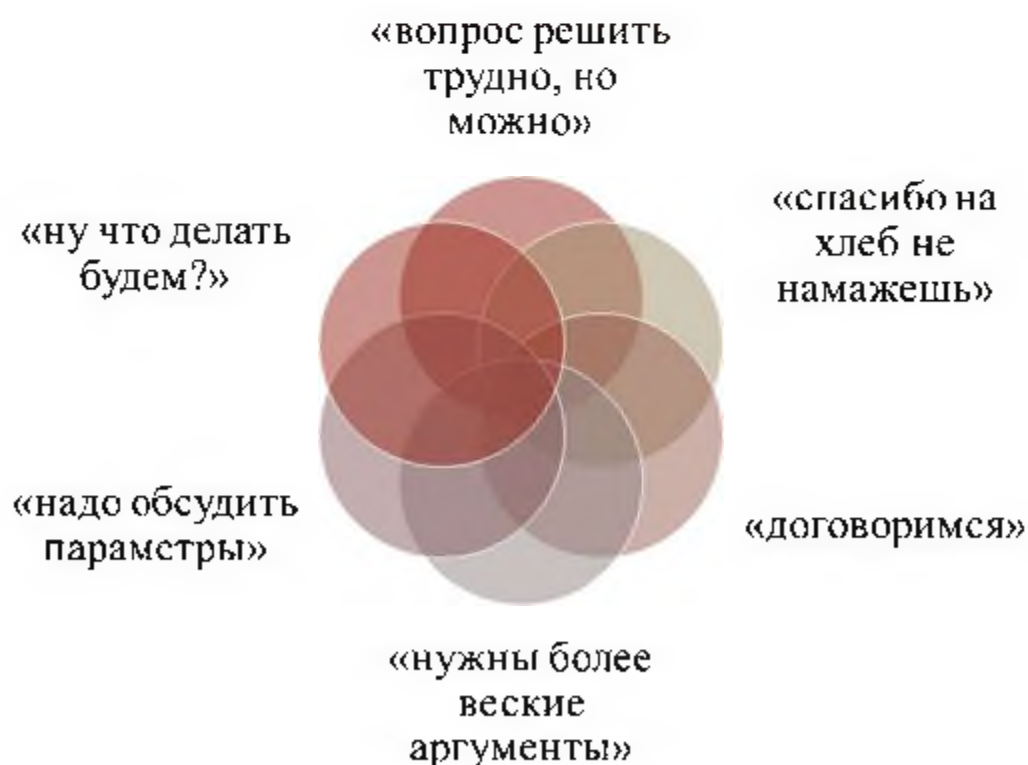 «вопрос решить
трудно, но
можно»
«спасибо на
хлеб не
намажешь»
«договоримся»
«нужны более
веские
аргументы»
«надо обсудить
параметры»
«ну что делать
будем?»